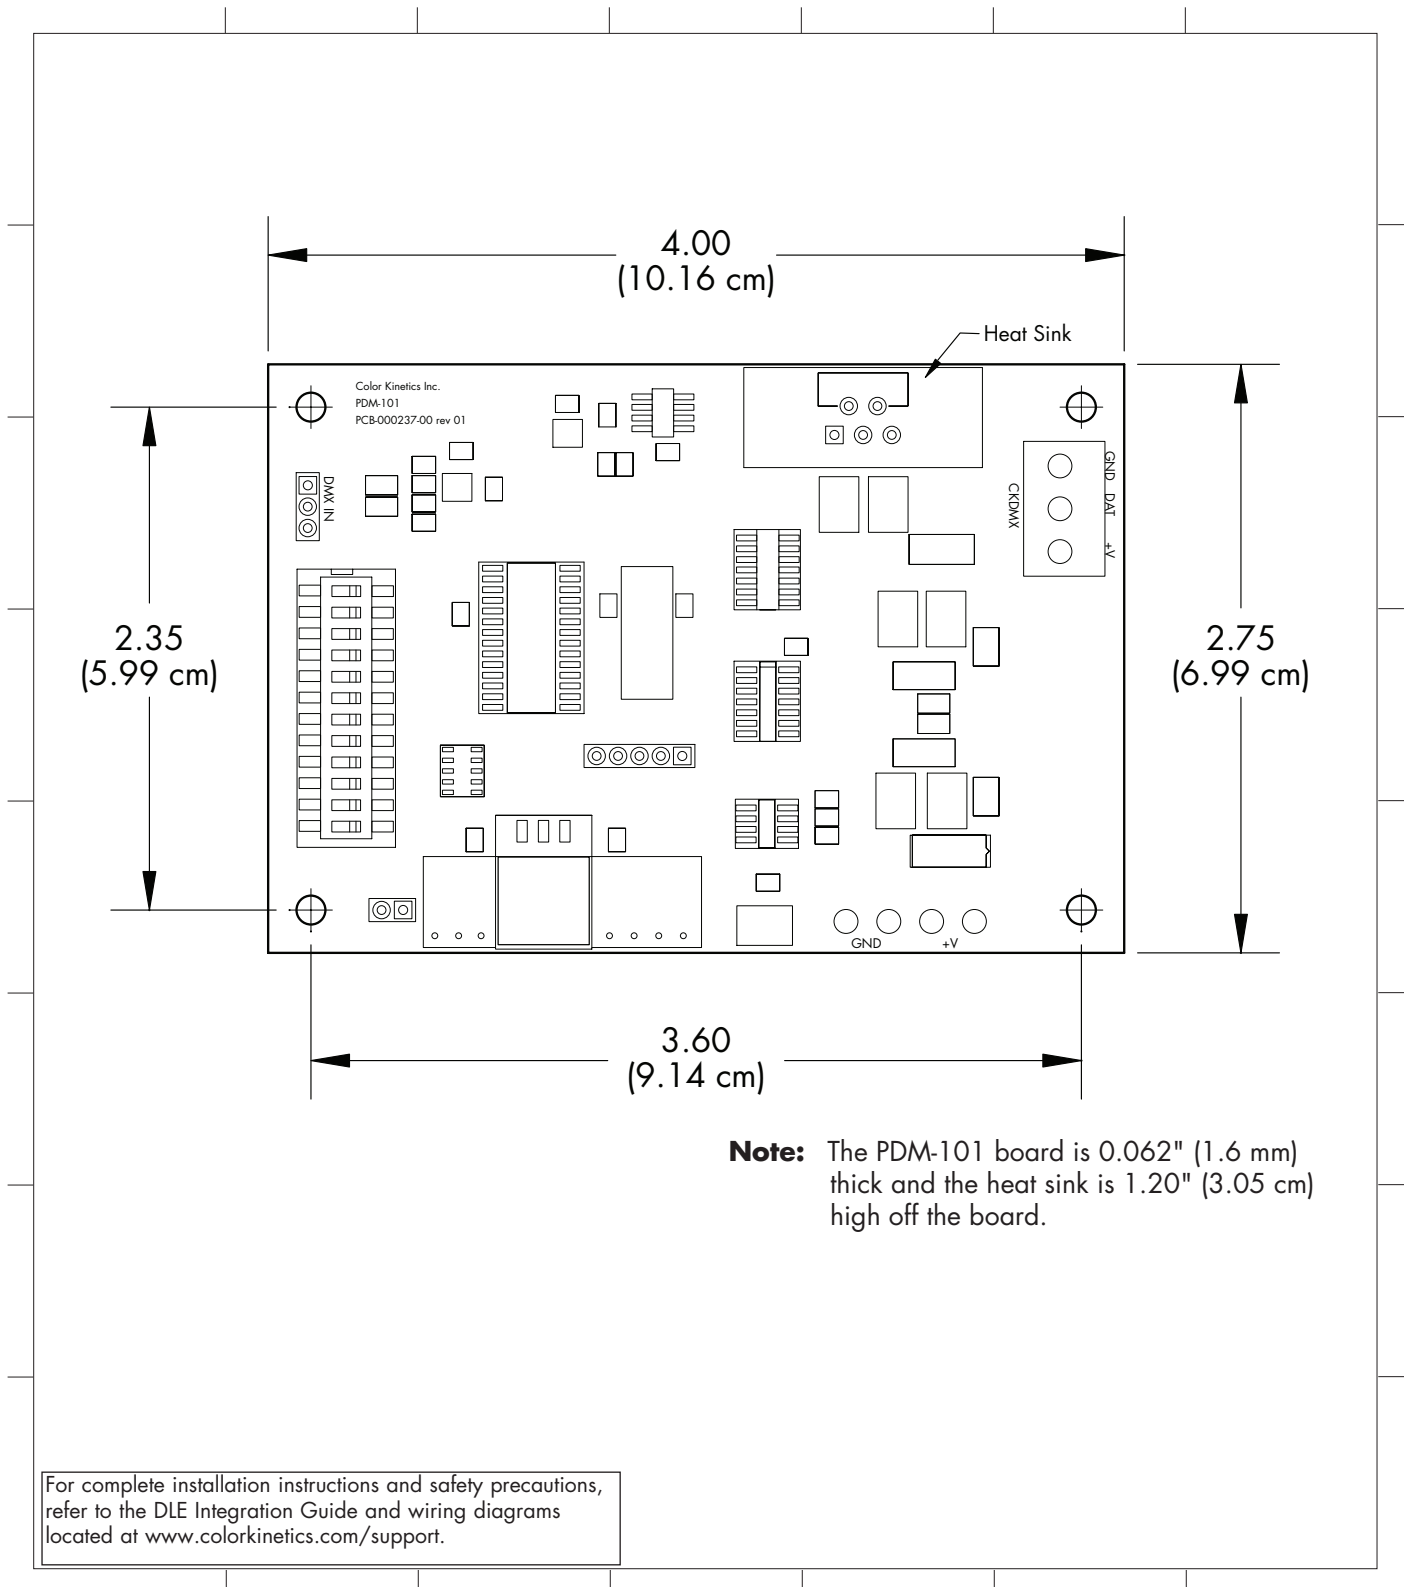 4.00
(10.16 cm)
Heat Sink
Color Kinetics Inc.
PDM-101
PCB-000237-00 rev 01
DMX IN
CKDMX
GND DAT +V
2.35
(5.99 cm)
2.75
(6.99 cm)
GND +V
3.60
(9.14 cm)
Note: The PDM-101 board is 0.062" (1.6 mm)
thick and the heat sink is 1.20" (3.05 cm)
high off the board.
For complete installation instructions and safety precautions,
refer to the DLE Integration Guide and wiring diagrams
located at www.colorkinetics.com/support.